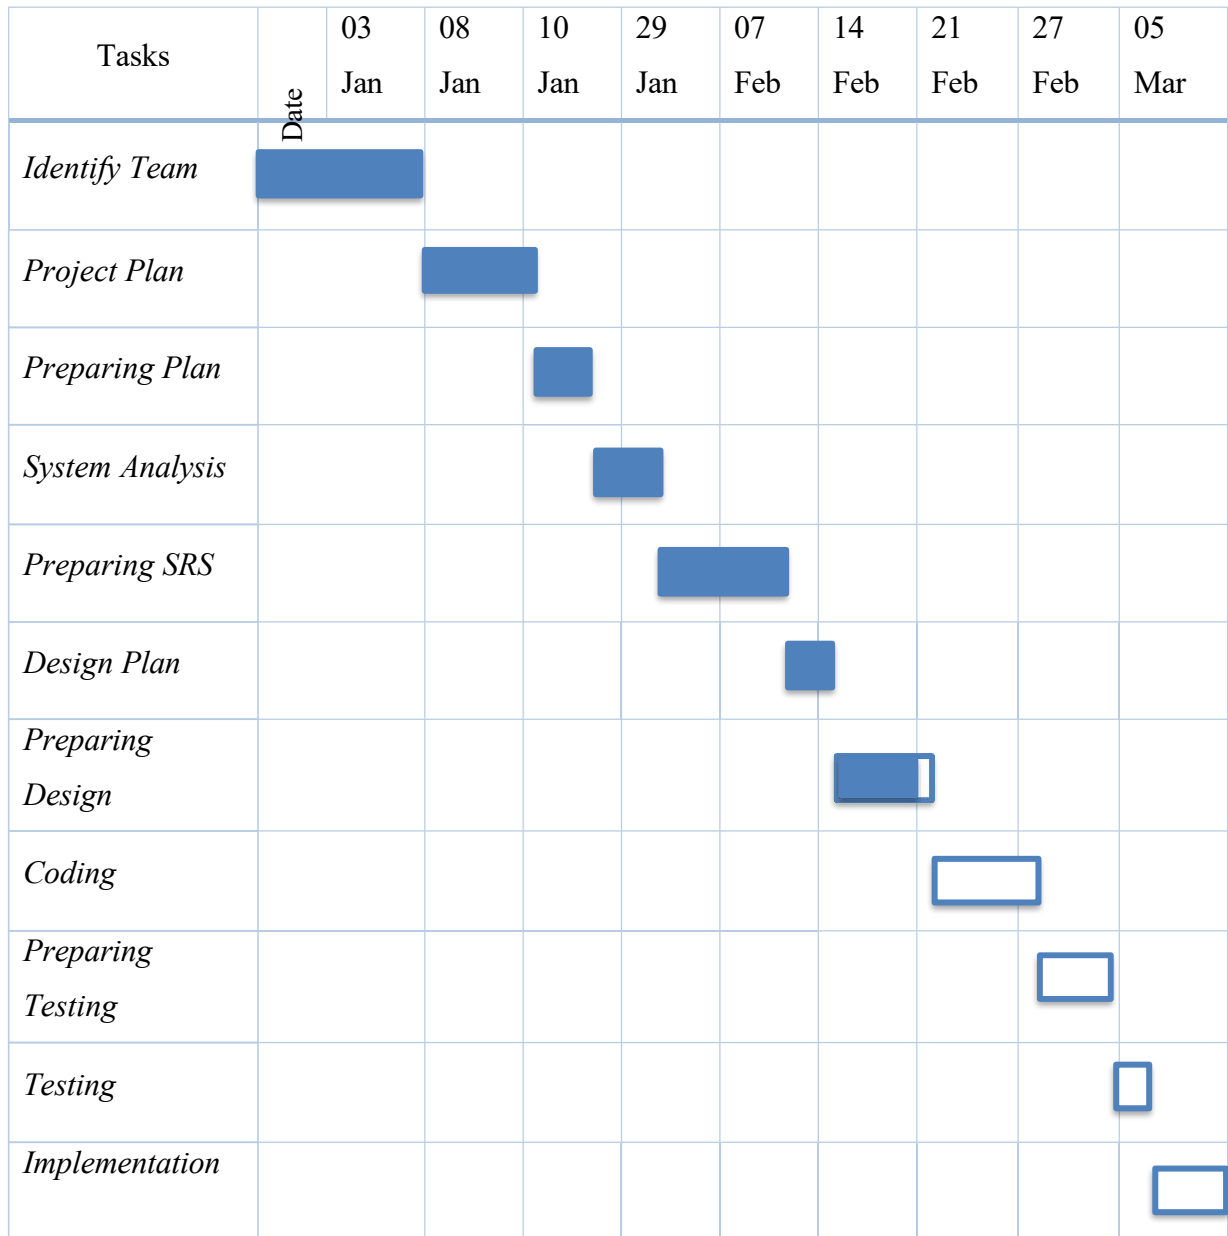 Tasks
Date
03 Jan
08 Jan
10 Jan
29 Jan
07 Feb
14 Feb
21 Feb
27 Feb
05 Mar
Identify Team
Project Plan
Preparing Plan
System Analysis
Preparing SRS
Design Plan
Preparing
Design
Coding
Preparing
Testing
Testing
Implementation